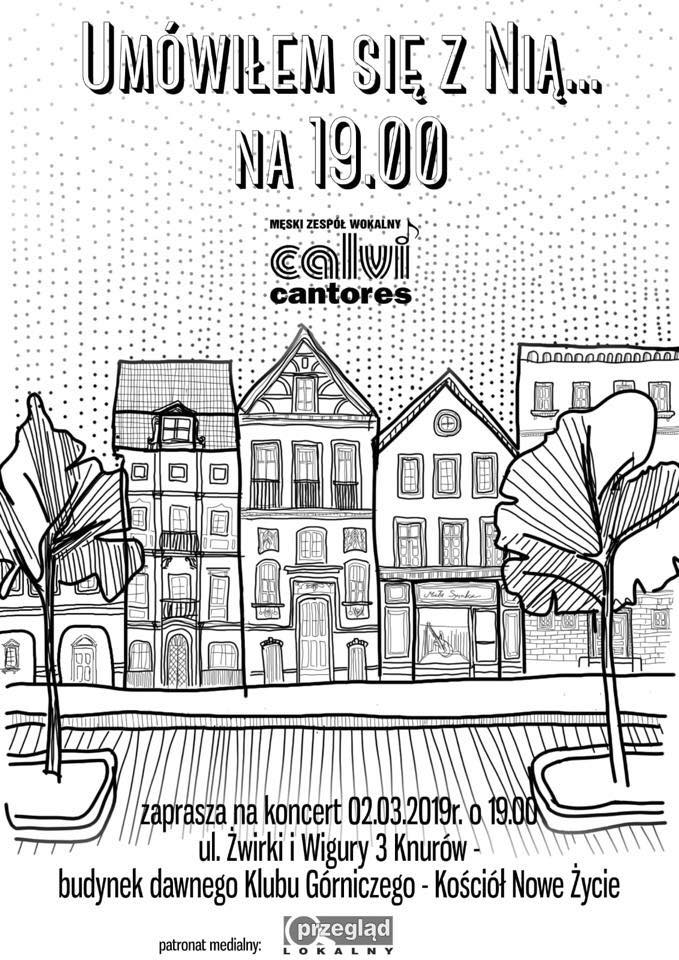 Umówiłem się z Nią...
na 19.00
MĘSKI ZESPÓŁ WOKALNY
calvi
cantores
zaprasza na koncert 02.03.2019r. o 19.00
ul. Żwirki i Wigury 3 Knurów -
budynek dawnego Klubu Górniczego - Kościół Nowe Życie
patronat medialny:
przegląd
LOKALNY